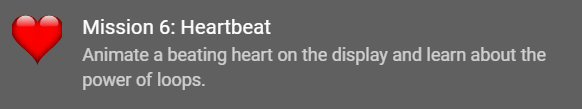 Mission 6: Heartbeat
Animate a beating heart on the display and learn about the
power of loops.